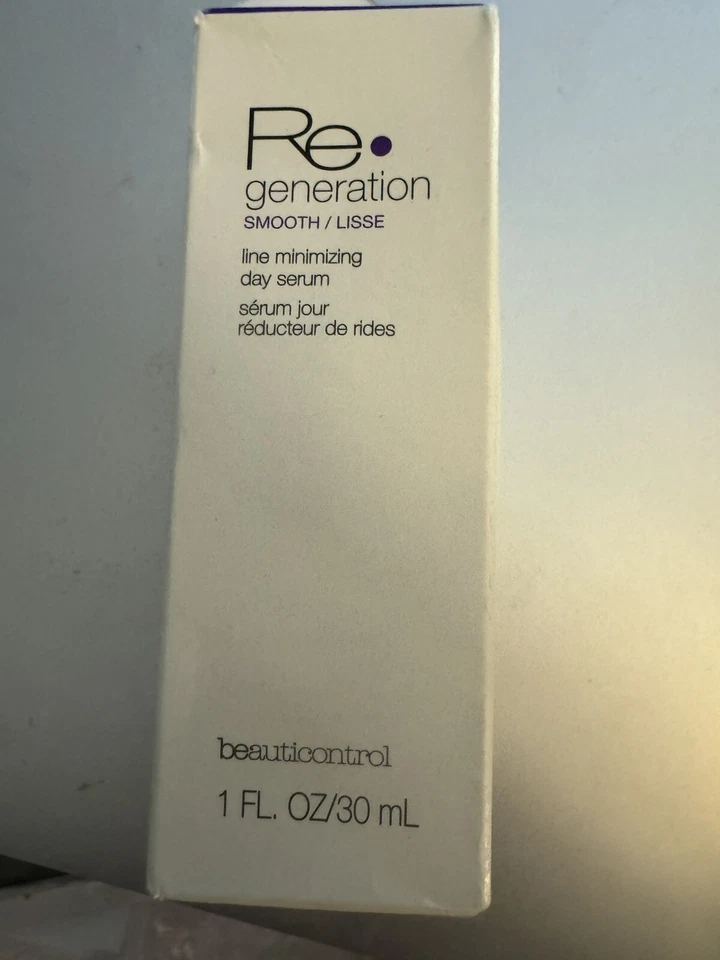 Re•
generation
SMOOTH / LISSE
line minimizing
day serum
sérum jour
réducteur de rides
beauticontrol
1 FL. OZ/30 mL